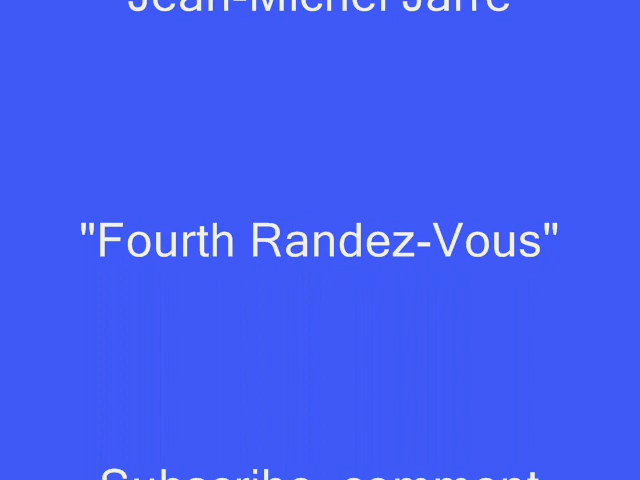 Jean-Michel Jarre
"Fourth Randez-Vous"
Subscribe, comment